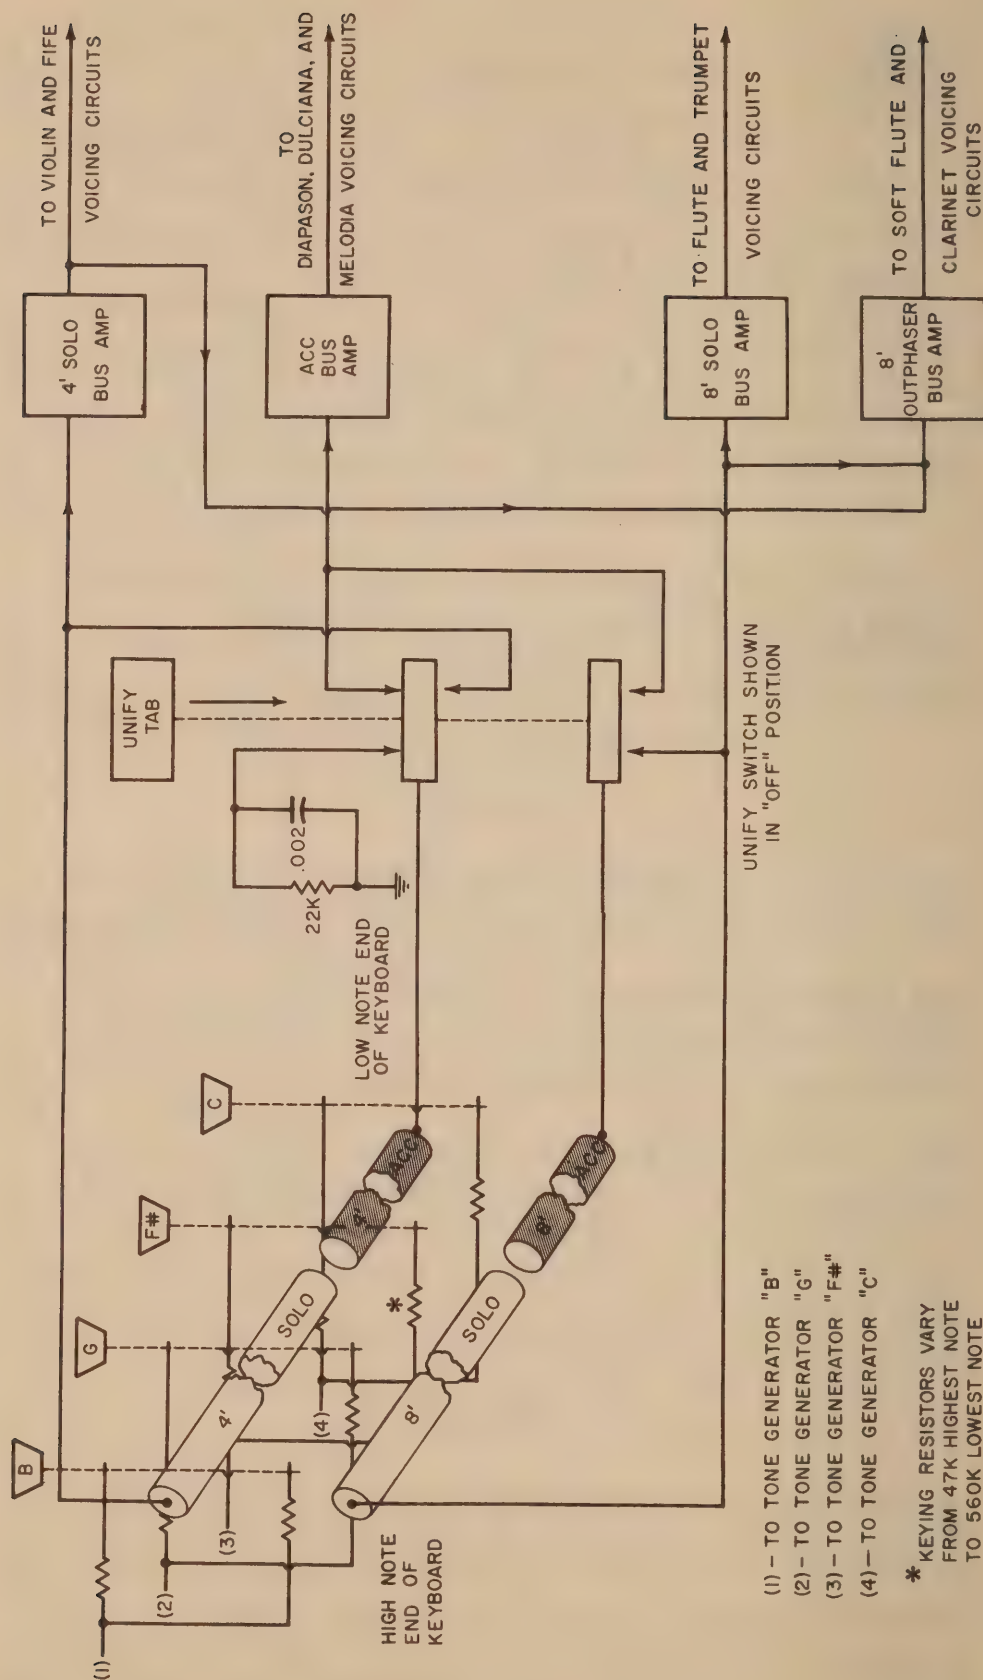 TO VIOLIN AND FIFE
VOICING CIRCUITS
TO
DIAPASON, DULCIANA, AND
MELODIA VOICING CIRCUITS
TO FLUTE AND TRUMPET
VOICING CIRCUITS
TO SOFT FLUTE AND
CLARINET VOICING
CIRCUITS
4' SOLO
BUS AMP
ACC
BUS
AMP
8' SOLO
BUS AMP
8'
OUTPHASER
BUS AMP
UNIFY
TAB
.002
22K
UNIFY SWITCH SHOWN
IN "OFF" POSITION
LOW NOTE END
OF KEYBOARD
B
G
F#
C
4'
SOLO
4'
ACC
8'
SOLO
8'
ACC
*
(1)
(2)
(3)
(4)
HIGH NOTE
END OF
KEYBOARD
(1) – TO TONE GENERATOR "B"
(2) – TO TONE GENERATOR "G"
(3) – TO TONE GENERATOR "F#"
(4) – TO TONE GENERATOR "C"
* KEYING RESISTORS VARY
FROM 47K HIGHEST NOTE
TO 560K LOWEST NOTE